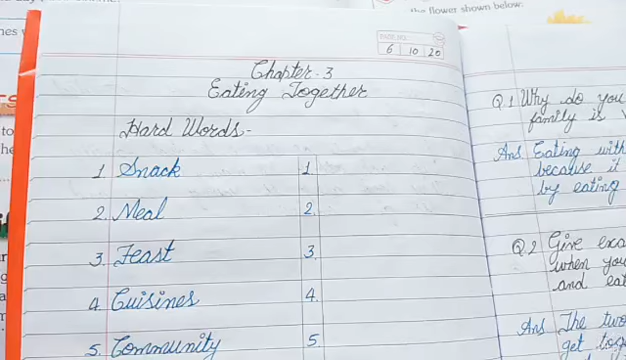 the flower shown below:
6 10 20
Chapter - 3
Eating Together
Hard Words -
1 Snack 1
2. Meal 2.
3. Feast 3.
4. Cuisines 4.
5. Community 5.
Q.1 Why do you
family is
Ans Eating with
because it
by eating
Q.2 Give exa
when you
and eat
Ans The two
get tog